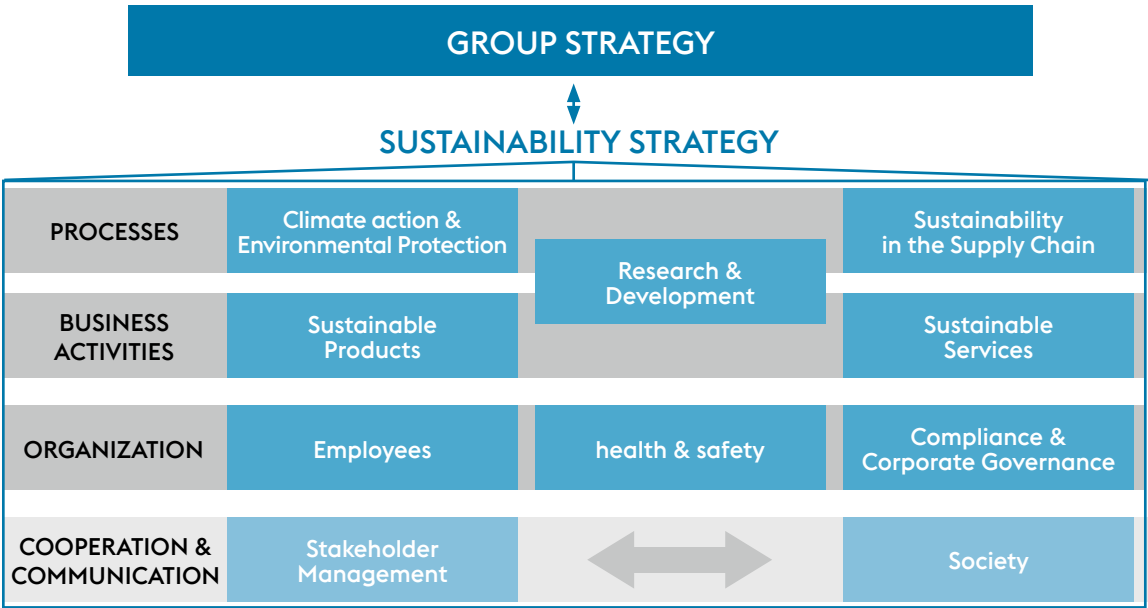 GROUP STRATEGY
SUSTAINABILITY STRATEGY
PROCESSES
Climate action &
Environmental Protection
Research &
Development
Sustainability
in the Supply Chain
BUSINESS
ACTIVITIES
Sustainable
Products
Sustainable
Services
ORGANIZATION
Employees
health & safety
Compliance &
Corporate Governance
COOPERATION &
COMMUNICATION
Stakeholder
Management
Society